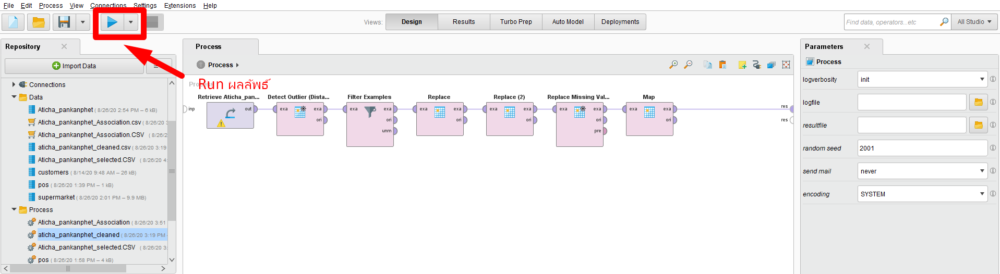 File Edit Process View Connections Settings Extensions Help
Views: Design Results Turbo Prep Auto Model Deployments
Find data, operators...etc
All Studio
Repository
Import Data
Connections
Data
Aticha_pankanphet ( 8/26/20 2:54 PM – 6 kB)
Aticha_pankanphet_Association.csv ( 8/26/20 3
Aticha_pankanphet_Association.CSV ( 8/26/2
aticha_pankanphet_cleaned.csv ( 8/26/20 3:19
Aticha_pankanphet_selected.CSV ( 8/26/20 4:
customers ( 8/14/20 9:48 AM – 26 kB)
pos ( 8/26/20 1:39 PM – 1 kB)
supermarket ( 8/26/20 2:01 PM – 9.9 MB)
Process
Aticha_pankanphet_Association ( 8/26/20 3:51
aticha_pankanphet_cleaned ( 8/26/20 3:19 PM -
Aticha_pankanphet_selected.CSV ( 8/26/20 3:
pos ( 8/26/20 1:58 PM – 4 kB)
Process
Process
Process
Run ผลลัพธ์
Retrieve Aticha_pan...
inp
out
Detect Outlier (Dista...
exa exa
ori
Filter Examples
exa exa
ori
unm
Replace
exa exa
ori
Replace (2)
exa exa
ori
Replace Missing Val...
exa exa
ori
pre
Map
exa exa
ori
res
res
Parameters
Process
logverbosity init
logfile
resultfile
random seed 2001
send mail never
encoding SYSTEM